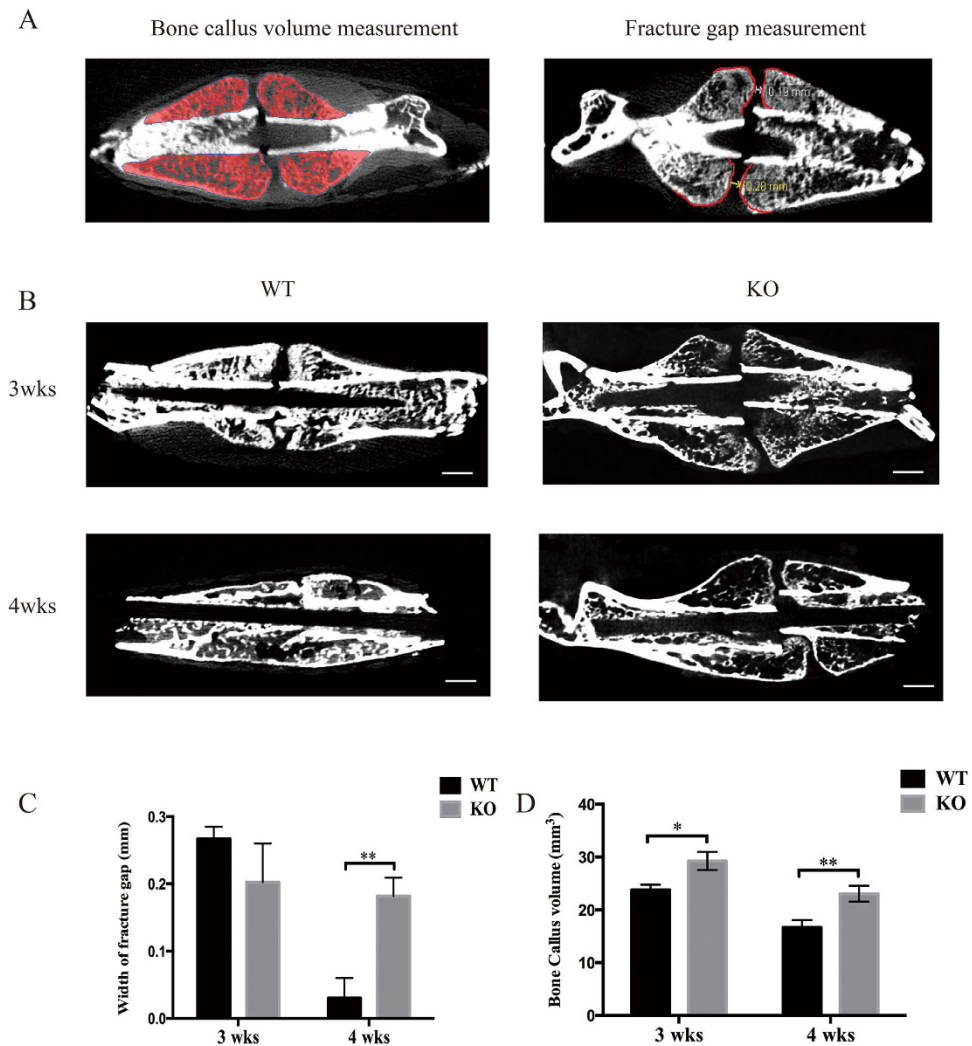 A
Bone callus volume measurement
Fracture gap measurement
0.19 mm
0.28 mm
B
WT
KO
3wks
4wks
C
WT
KO
Width of fracture gap (mm)
0.3
0.2
0.1
0.0
**
3 wks
4 wks
D
WT
KO
Bone Callus volume (mm³)
40
30
20
10
0
*
**
3 wks
4 wks